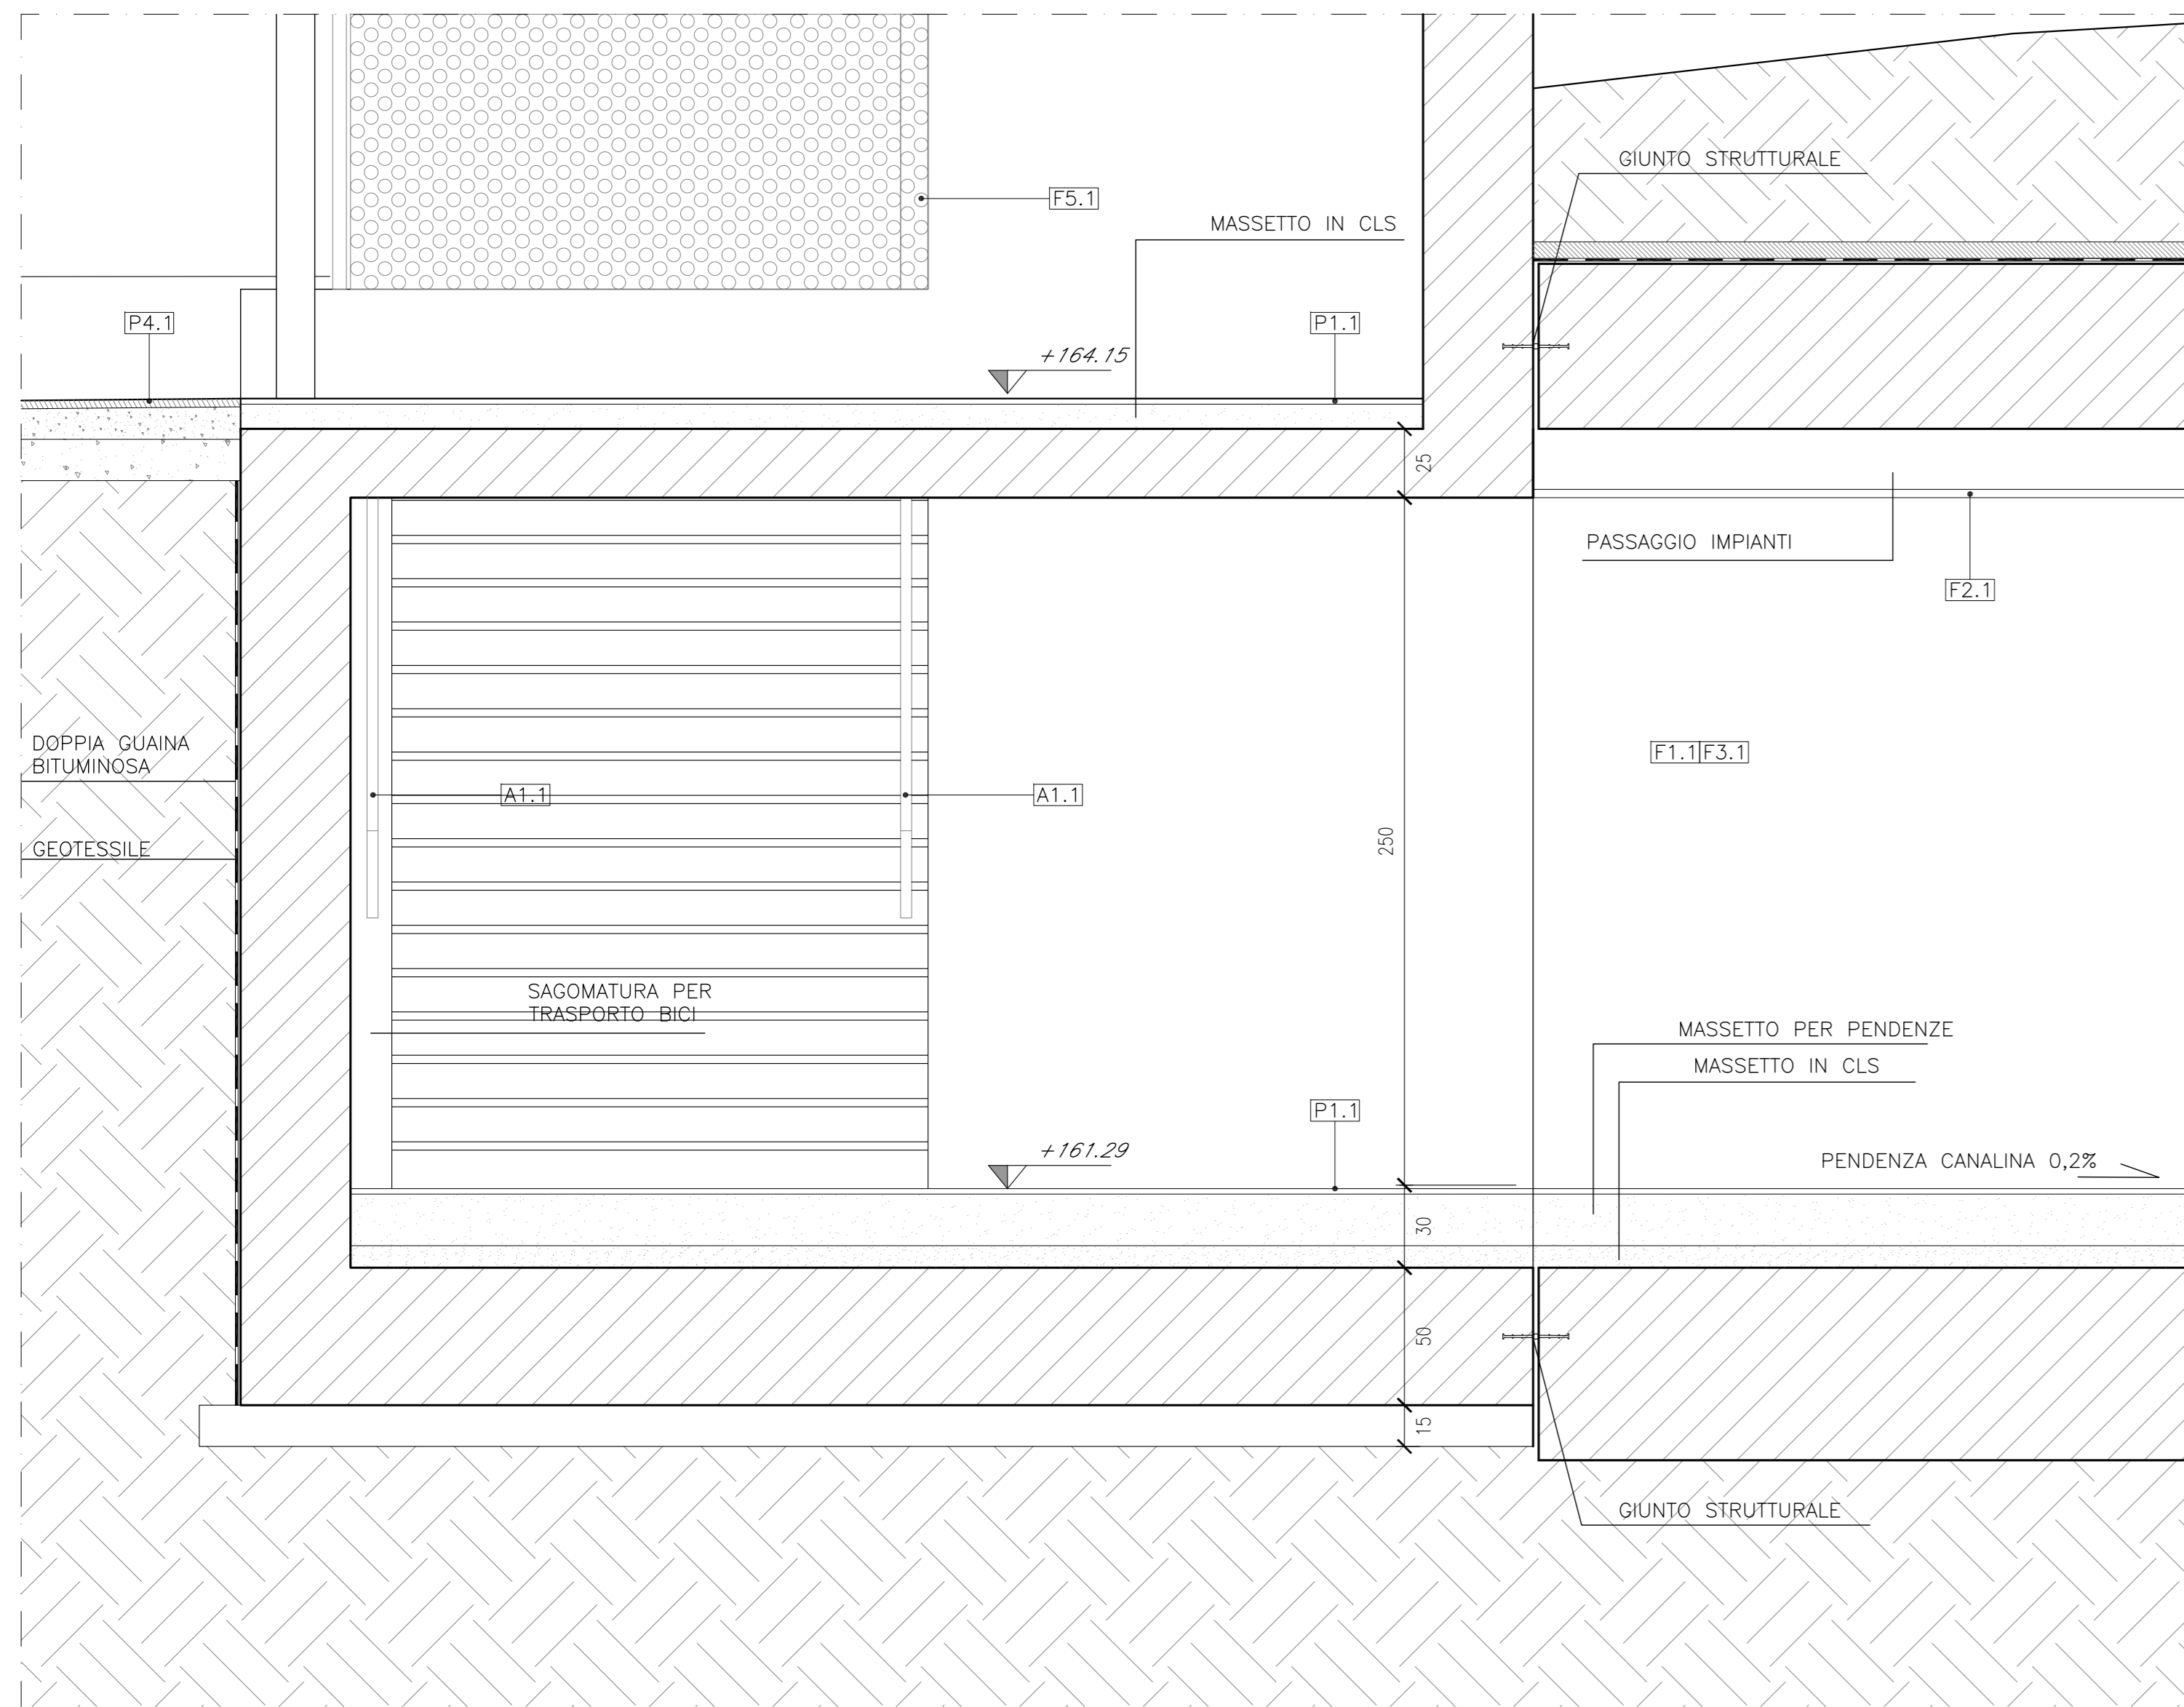 GIUNTO STRUTTURALE
F5.1
MASSETTO IN CLS
P4.1
P1.1
+164.15
25
PASSAGGIO IMPIANTI
F2.1
DOPPIA GUAINA
BITUMINOSA
F1.1 F3.1
A1.1
A1.1
250
GEOTESSILE
SAGOMATURA PER
TRASPORTO BICI
MASSETTO PER PENDENZE
MASSETTO IN CLS
P1.1
+161.29
PENDENZA CANALINA 0,2%
30
50
15
GIUNTO STRUTTURALE